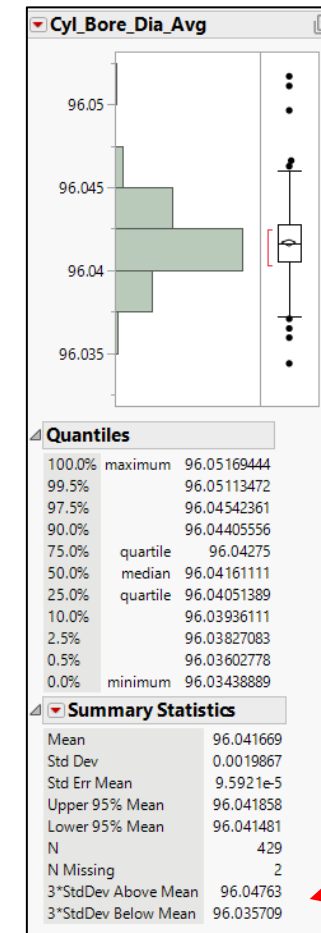 Cyl_Bore_Dia_Avg
96.05
96.045
96.04
96.035
Quantiles
100.0% maximum 96.05169444
99.5% 96.05113472
97.5% 96.04542361
90.0% 96.04405556
75.0% quartile 96.04275
50.0% median 96.04161111
25.0% quartile 96.04051389
10.0% 96.03936111
2.5% 96.03827083
0.5% 96.03602778
0.0% minimum 96.03438889
Summary Statistics
Mean 96.041669
Std Dev 0.0019867
Std Err Mean 9.5921e-5
Upper 95% Mean 96.041858
Lower 95% Mean 96.041481
N 429
N Missing 2
3*StdDev Above Mean 96.04763
3*StdDev Below Mean 96.035709